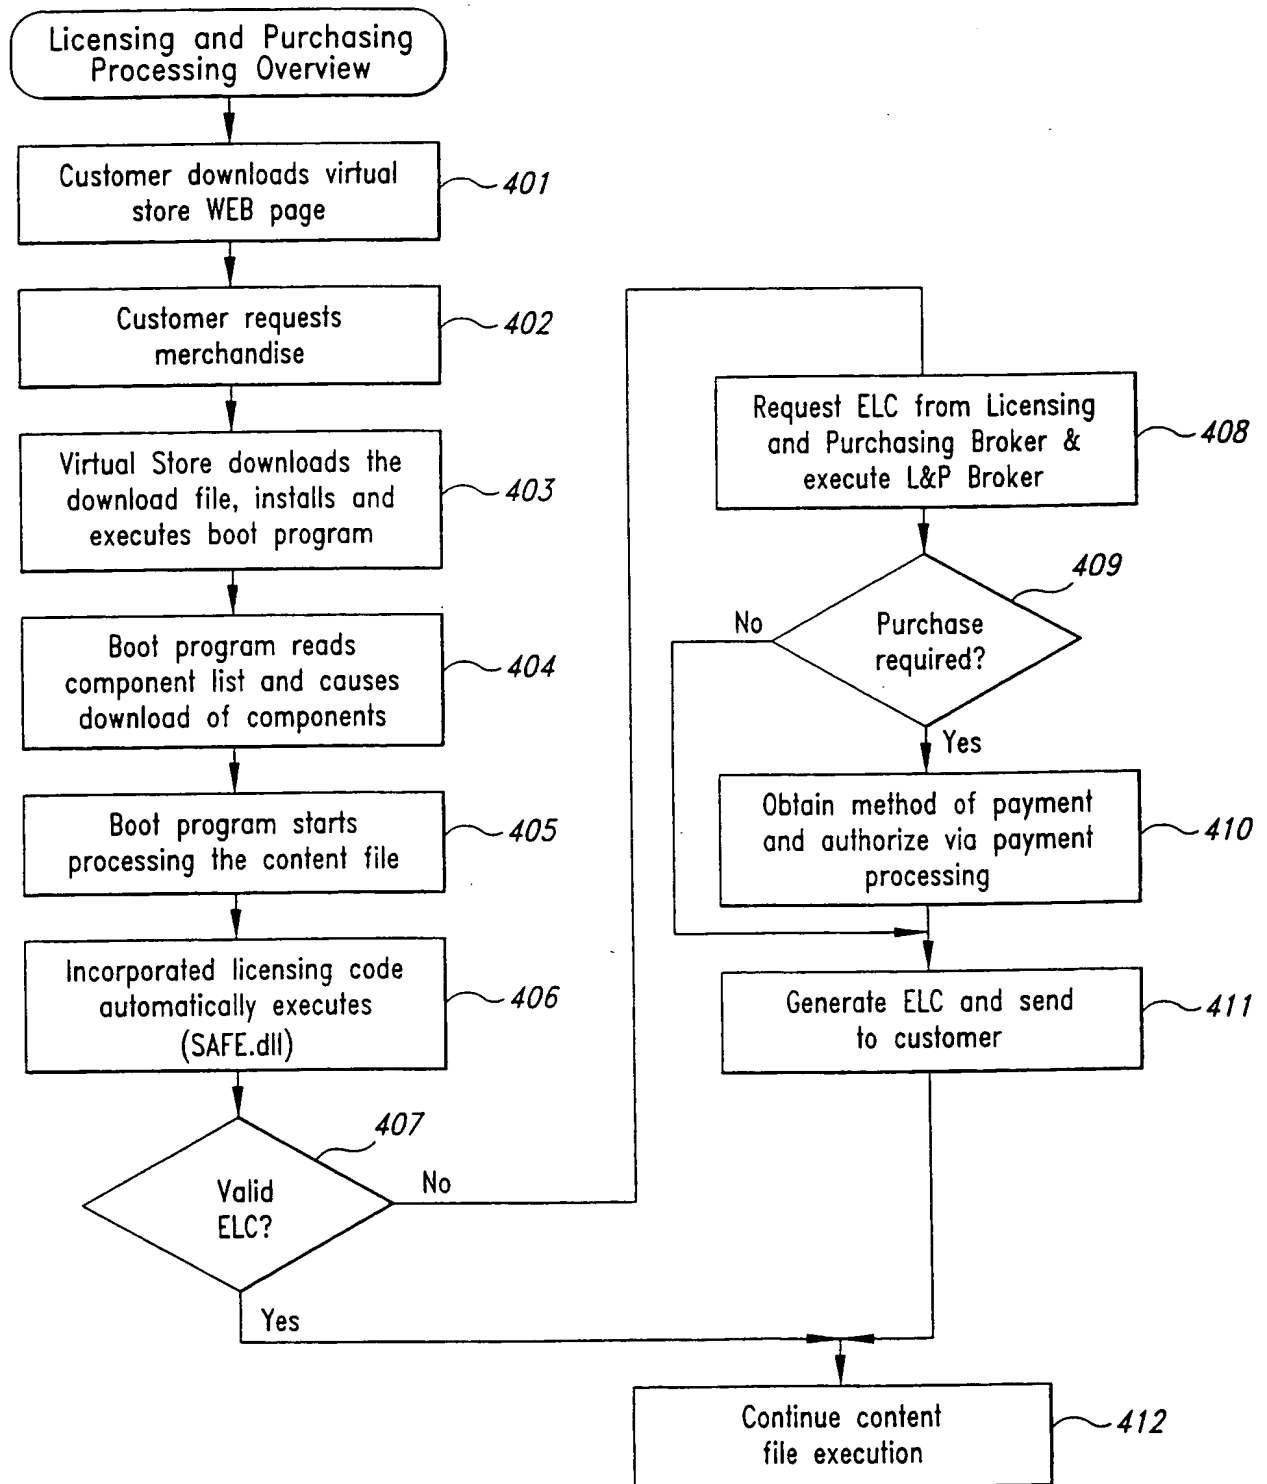 Licensing and Purchasing
Processing Overview
Customer downloads virtual
store WEB page
401
Customer requests
merchandise
402
Virtual Store downloads the
download file, installs and
executes boot program
403
Boot program reads
component list and causes
download of components
404
Boot program starts
processing the content file
405
Incorporated licensing code
automatically executes
(SAFE.dll)
406
Valid
ELC?
407
No
Yes
Request ELC from Licensing
and Purchasing Broker &
execute L&P Broker
408
Purchase
required?
409
No
Yes
Obtain method of payment
and authorize via payment
processing
410
Generate ELC and send
to customer
411
Continue content
file execution
412